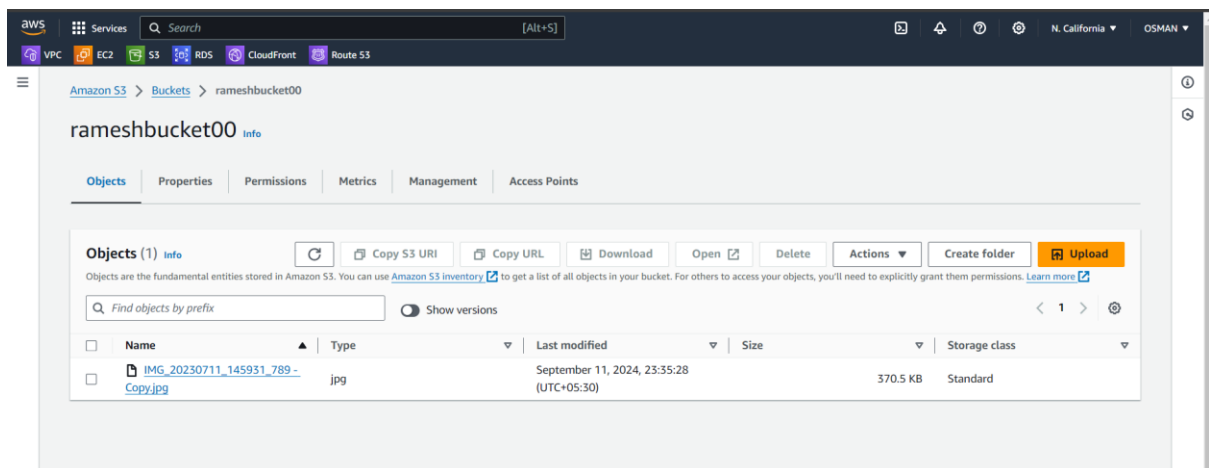 aws Services Search [Alt+S] N. California ▼ OSMAN ▼
VPC EC2 S3 RDS CloudFront Route 53
Amazon S3 > Buckets > rameshbucket00
rameshbucket00 Info
Objects Properties Permissions Metrics Management Access Points
Objects (1) Info Copy S3 URI Copy URL Download Open Delete Actions ▼ Create folder Upload
Objects are the fundamental entities stored in Amazon S3. You can use Amazon S3 inventory to get a list of all objects in your bucket. For others to access your objects, you'll need to explicitly grant them permissions. Learn more
Find objects by prefix Show versions < 1 >
Name Type Last modified Size Storage class
IMG_20230711_145931_789 - Copy.jpg jpg September 11, 2024, 23:35:28 (UTC+05:30) 370.5 KB Standard